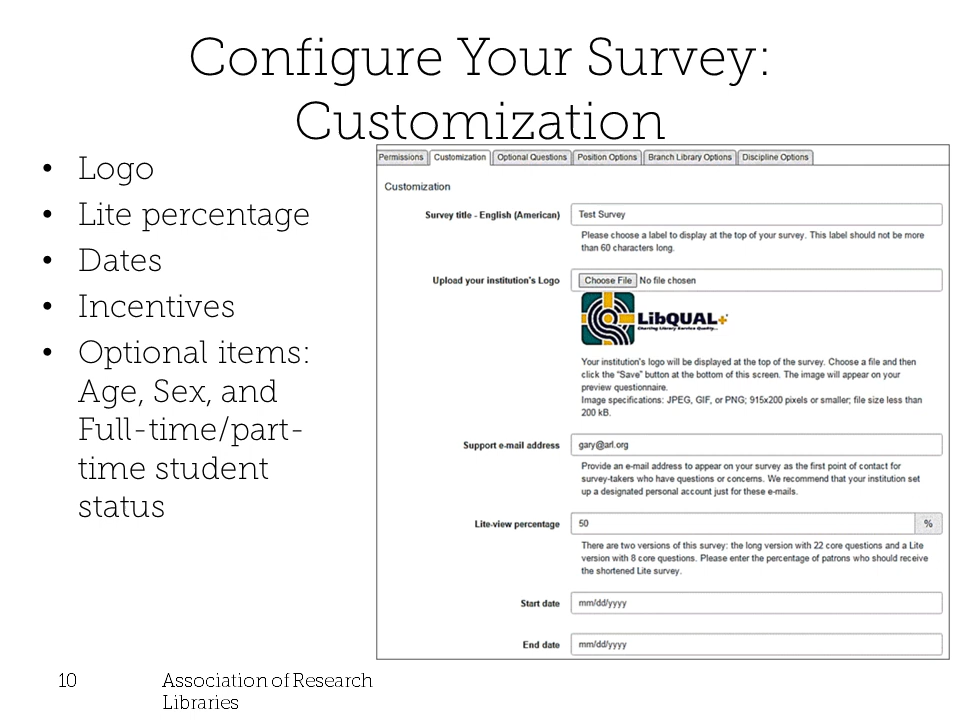 Configure Your Survey:
Customization
• Logo
• Lite percentage
• Dates
• Incentives
• Optional items:
Age, Sex, and
Full-time/part-
time student
status
Permissions Customization Optional Questions Position Options Branch Library Options Discipline Options
Customization
Survey title - English (American) Test Survey
Please choose a label to display at the top of your survey. This label should not be more
than 60 characters long.
Upload your institution's Logo Choose File No file chosen
LibQUAL+
Charting Library Service Quality...
Your institution's logo will be displayed at the top of the survey. Choose a file and then
click the "Save" button at the bottom of this screen. The image will appear on your
preview questionnaire.
Image specifications: JPEG, GIF, or PNG; 915x200 pixels or smaller; file size less than
200 kB.
Support e-mail address gary@arl.org
Provide an e-mail address to appear on your survey as the first point of contact for
survey-takers who have questions or concerns. We recommend that your institution set
up a designated personal account just for these e-mails.
Lite-view percentage 50 %
There are two versions of this survey: the long version with 22 core questions and a Lite
version with 8 core questions. Please enter the percentage of patrons who should receive
the shortened Lite survey.
Start date mm/dd/yyyy
End date mm/dd/yyyy
10 Association of Research
Libraries